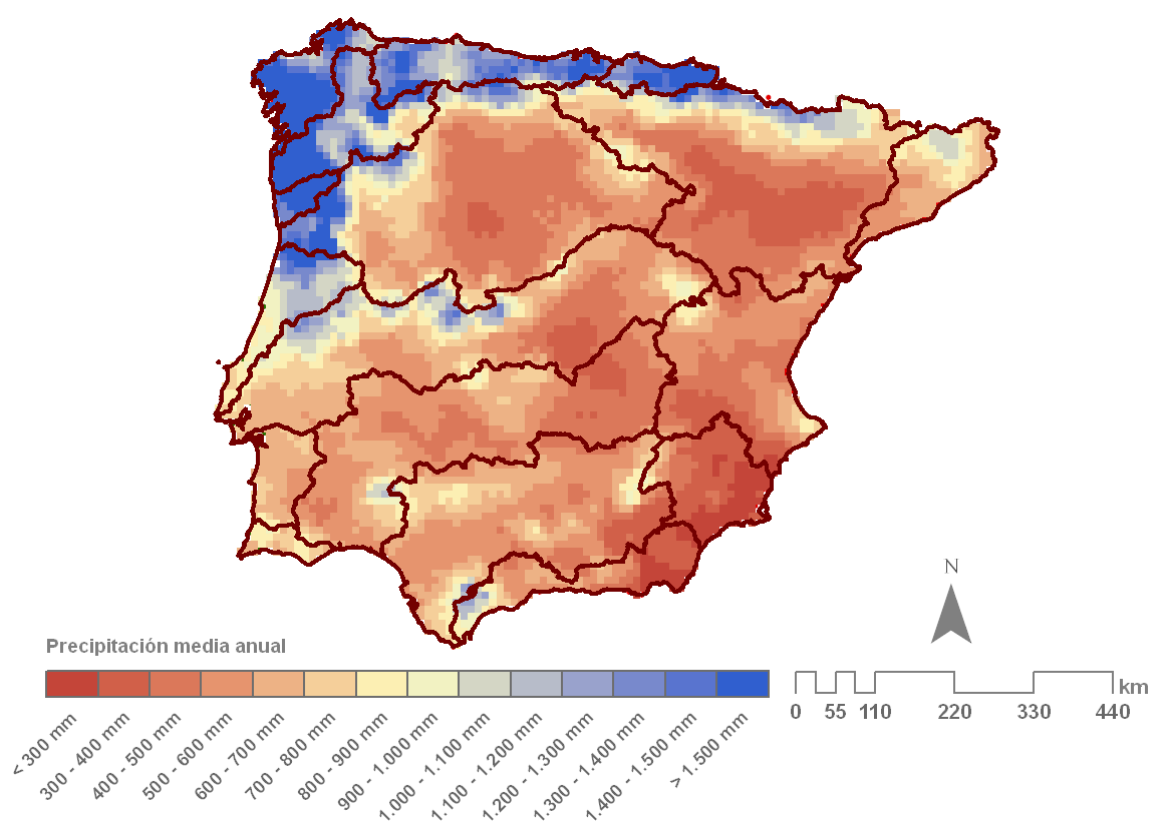 N
Precipitación media anual
< 300 mm
300 - 400 mm
400 - 500 mm
500 - 600 mm
600 - 700 mm
700 - 800 mm
800 - 900 mm
900 - 1.000 mm
1.000 - 1.100 mm
1.100 - 1.200 mm
1.200 - 1.300 mm
1.300 - 1.400 mm
1.400 - 1.500 mm
> 1.500 mm
km
0 55 110 220 330 440